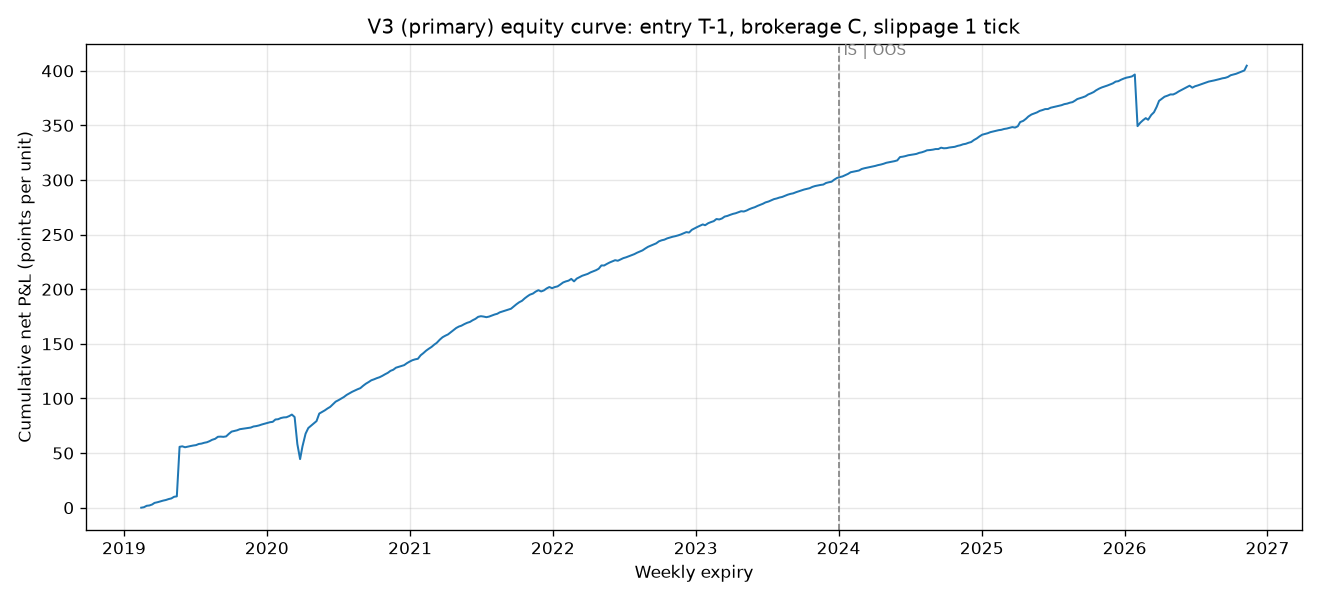 V3 (primary) equity curve: entry T-1, brokerage C, slippage 1 tick
IS | OOS
400
350
300
250
200
150
100
50
0
Cumulative net P&L (points per unit)
2019 2020 2021 2022 2023 2024 2025 2026 2027
Weekly expiry